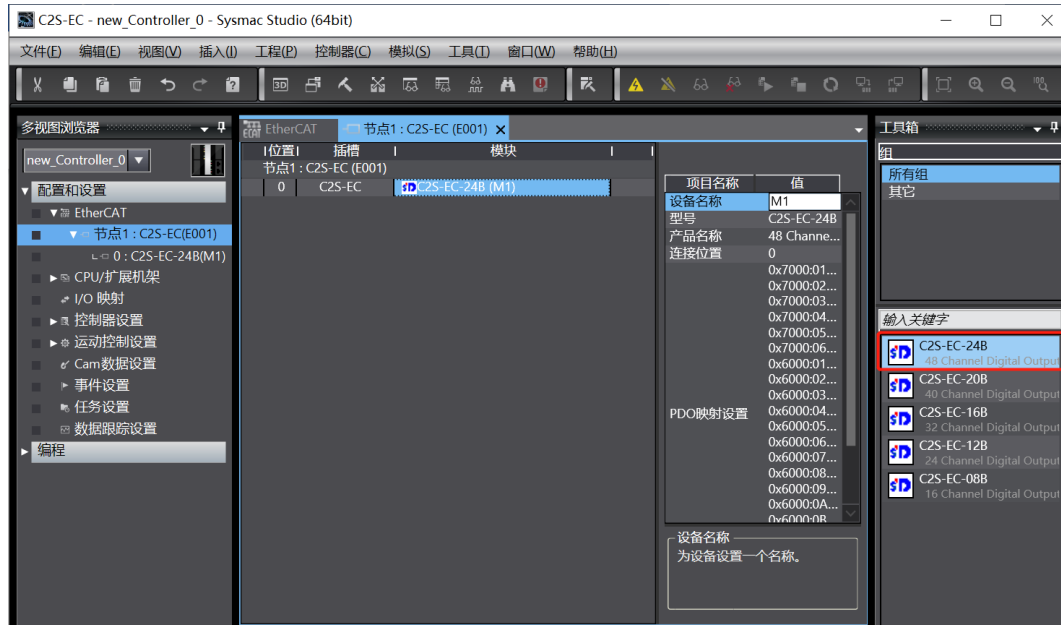 C2S-EC - new_Controller_0 - Sysmac Studio (64bit)
文件(F) 编辑(E) 视图(V) 插入(I) 工程(P) 控制器(C) 模拟(S) 工具(T) 窗口(W) 帮助(H)
多视图浏览器
new_Controller_0
配置和设置
EtherCAT
节点1 : C2S-EC(E001)
0 : C2S-EC-24B(M1)
CPU/扩展机架
I/O 映射
控制器设置
运动控制设置
Cam数据设置
事件设置
任务设置
数据跟踪设置
编程
EtherCAT 节点1 : C2S-EC (E001)
位置 插槽 模块
节点1 : C2S-EC (E001)
0 C2S-EC C2S-EC-24B (M1)
项目名称 值
设备名称 M1
型号 C2S-EC-24B
产品名称 48 Channe...
连接位置 0
PDO映射设置
0x7000:01...
0x7000:02...
0x7000:03...
0x7000:04...
0x7000:05...
0x7000:06...
0x6000:01...
0x6000:02...
0x6000:03...
0x6000:04...
0x6000:05...
0x6000:06...
0x6000:07...
0x6000:08...
0x6000:09...
0x6000:0A...
0x6000:0B
设备名称
为设备设置一个名称。
工具箱
组
所有组
其它
输入关键字
C2S-EC-24B
48 Channel Digital Output
C2S-EC-20B
40 Channel Digital Output
C2S-EC-16B
32 Channel Digital Output
C2S-EC-12B
24 Channel Digital Output
C2S-EC-08B
16 Channel Digital Output